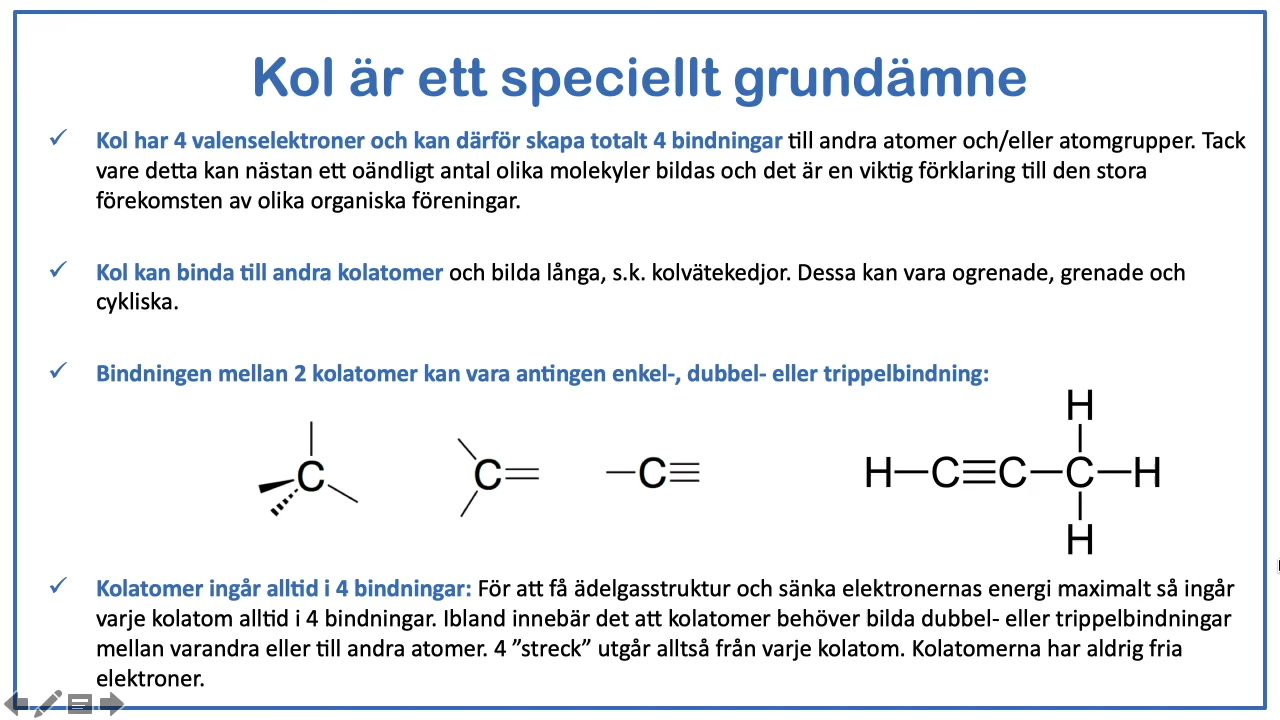 Kol är ett speciellt grundämne
✓ Kol har 4 valenselektroner och kan därför skapa totalt 4 bindningar till andra atomer och/eller atomgrupper. Tack
vare detta kan nästan ett oändligt antal olika molekyler bildas och det är en viktig förklaring till den stora
förekomsten av olika organiska föreningar.
✓ Kol kan binda till andra kolatomer och bilda långa, s.k. kolvätekedjor. Dessa kan vara ogrenade, grenade och
cykliska.
✓ Bindningen mellan 2 kolatomer kan vara antingen enkel-, dubbel- eller trippelbindning:
H
C C= —C≡ H—C≡C—C—H
H
✓ Kolatomer ingår alltid i 4 bindningar: För att få ädelgasstruktur och sänka elektronernas energi maximalt så ingår
varje kolatom alltid i 4 bindningar. Ibland innebär det att kolatomer behöver bilda dubbel- eller trippelbindningar
mellan varandra eller till andra atomer. 4 ”streck” utgår alltså från varje kolatom. Kolatomerna har aldrig fria
elektroner.